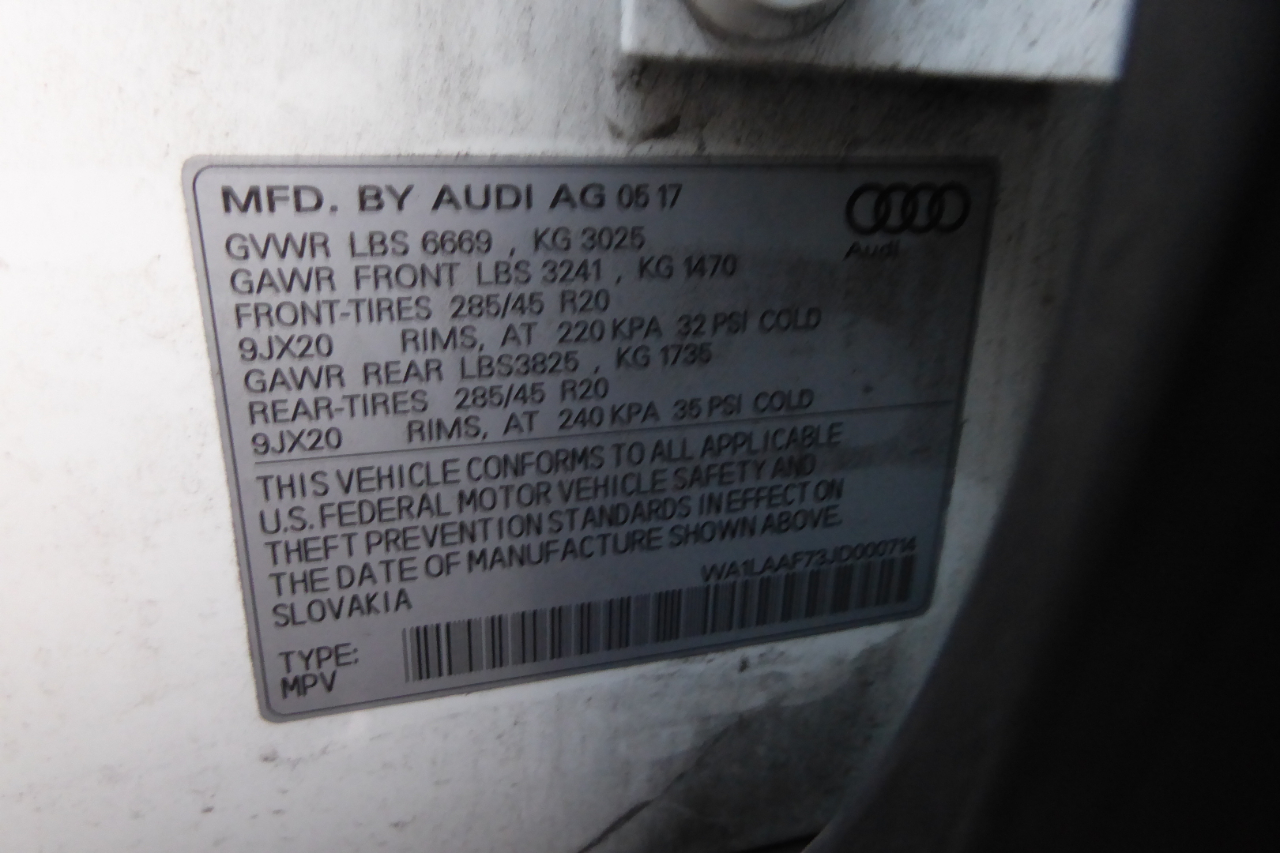 MFD. BY AUDI AG 05 17
Audi
GVWR LBS 6669 , KG 3025
GAWR FRONT LBS 3241 , KG 1470
FRONT-TIRES 285/45 R20
9JX20 RIMS, AT 220 KPA 32 PSI COLD
GAWR REAR LBS3825 , KG 1735
REAR-TIRES 285/45 R20
9JX20 RIMS, AT 240 KPA 35 PSI COLD
THIS VEHICLE CONFORMS TO ALL APPLICABLE
U.S. FEDERAL MOTOR VEHICLE SAFETY AND
THEFT PREVENTION STANDARDS IN EFFECT ON
THE DATE OF MANUFACTURE SHOWN ABOVE.
SLOVAKIA
WA1LAAF73JD000714
TYPE:
MPV